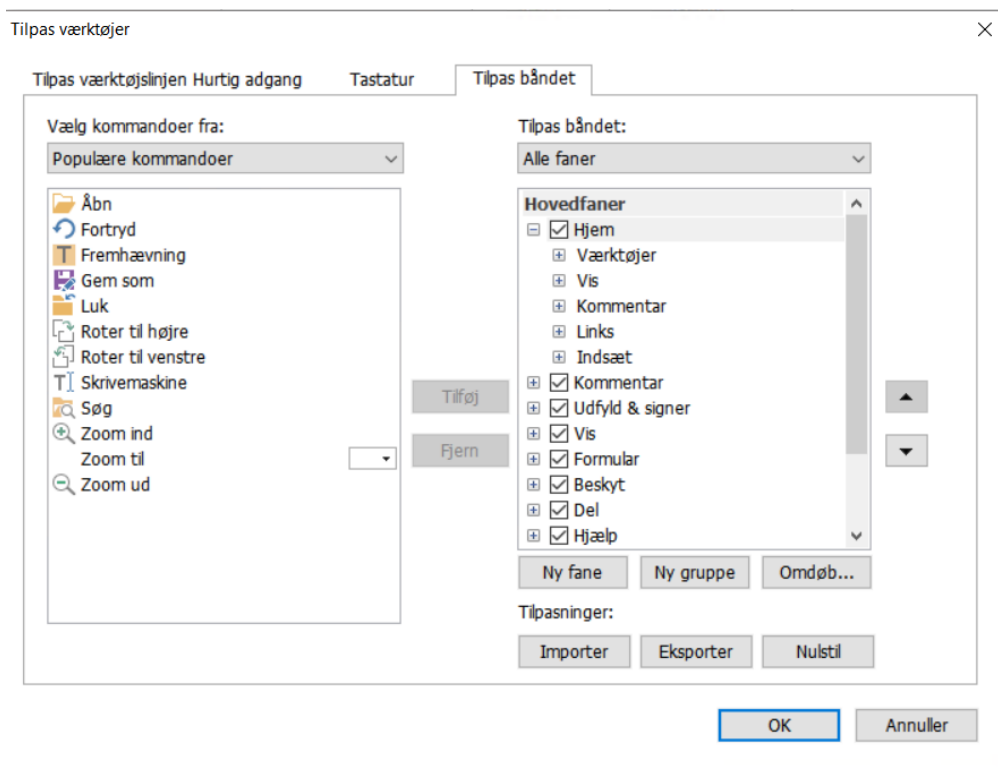 Tilpas værktøjer
Tilpas værktøjslinjen Hurtig adgang
Tastatur
Tilpas båndet
Vælg kommandoer fra:
Populære kommandoer
Åbn
Fortryd
Fremhævning
Gem som
Luk
Roter til højre
Roter til venstre
Skrivemaskine
Søg
Zoom ind
Zoom til
Zoom ud
Tilføj
Fjern
Tilpas båndet:
Alle faner
Hovedfaner
Hjem
Værktøjer
Vis
Kommentar
Links
Indsæt
Kommentar
Udfyld & signer
Vis
Formular
Beskyt
Del
Hjælp
Ny fane
Ny gruppe
Omdøb...
Tilpasninger:
Importer
Eksporter
Nulstil
OK
Annuller